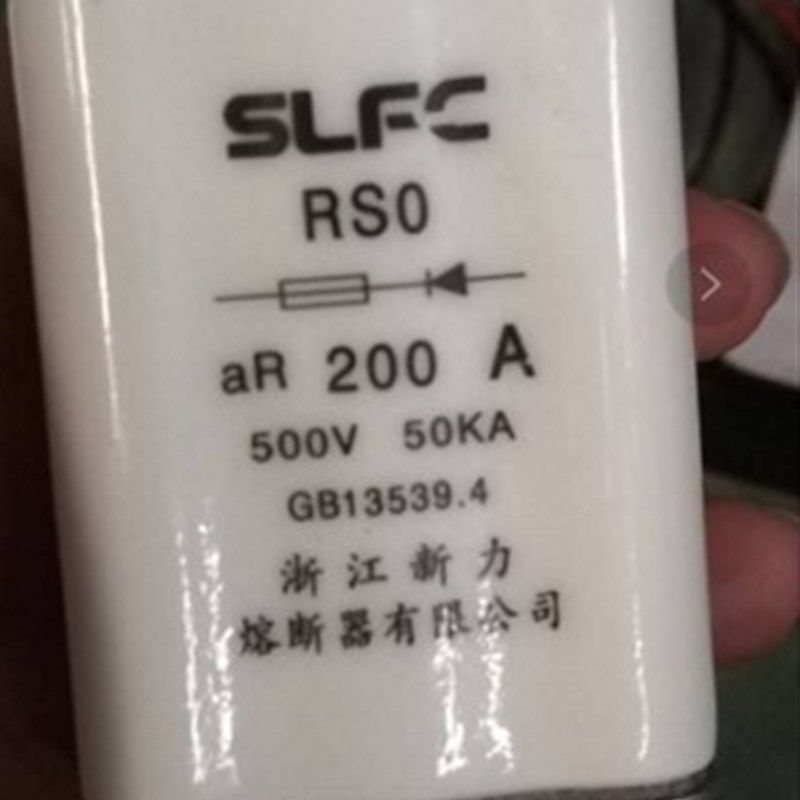 SLFC
RS0
aR 200 A
500V 50KA
GB13539.4
浙江新力
熔断器有限公司